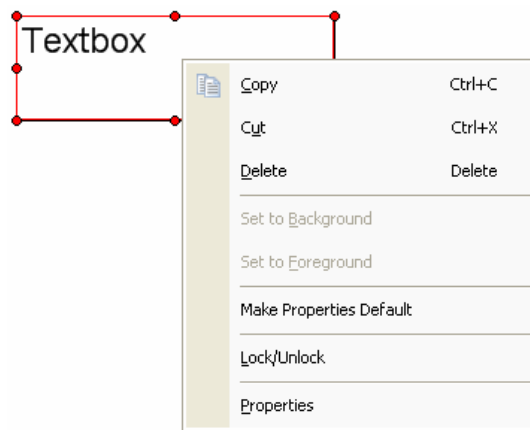 Textbox
Copy Ctrl+C
Cut Ctrl+X
Delete Delete
Set to Background
Set to Foreground
Make Properties Default
Lock/Unlock
Properties